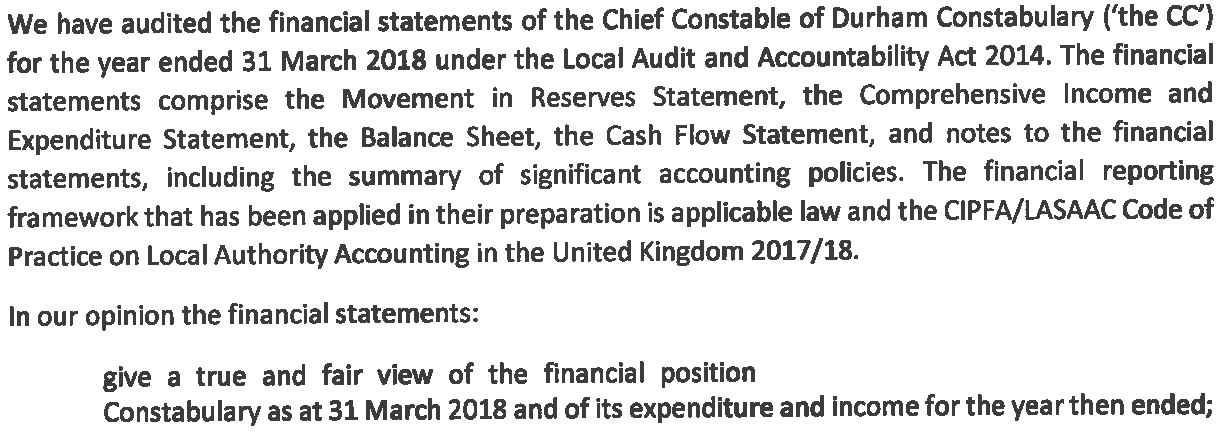 We have audited the financial statements of the Chief Constable of Durham Constabulary ('the CC')
for the year ended 31 March 2018 under the Local Audit and Accountability Act 2014. The financial
statements comprise the Movement in Reserves Statement, the Comprehensive Income and
Expenditure Statement, the Balance Sheet, the Cash Flow Statement, and notes to the financial
statements, including the summary of significant accounting policies. The financial reporting
framework that has been applied in their preparation is applicable law and the CIPFA/LASAAC Code of
Practice on Local Authority Accounting in the United Kingdom 2017/18.
In our opinion the financial statements:
give a true and fair view of the financial position
Constabulary as at 31 March 2018 and of its expenditure and income for the year then ended;